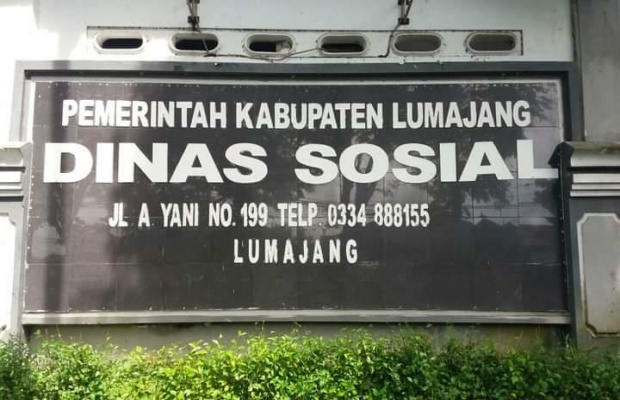 PEMERINTAH KABUPATEN LUMAJANG
DINAS SOSIAL
JL A YANI NO. 199 TELP. 0334 888155
LUMAJANG